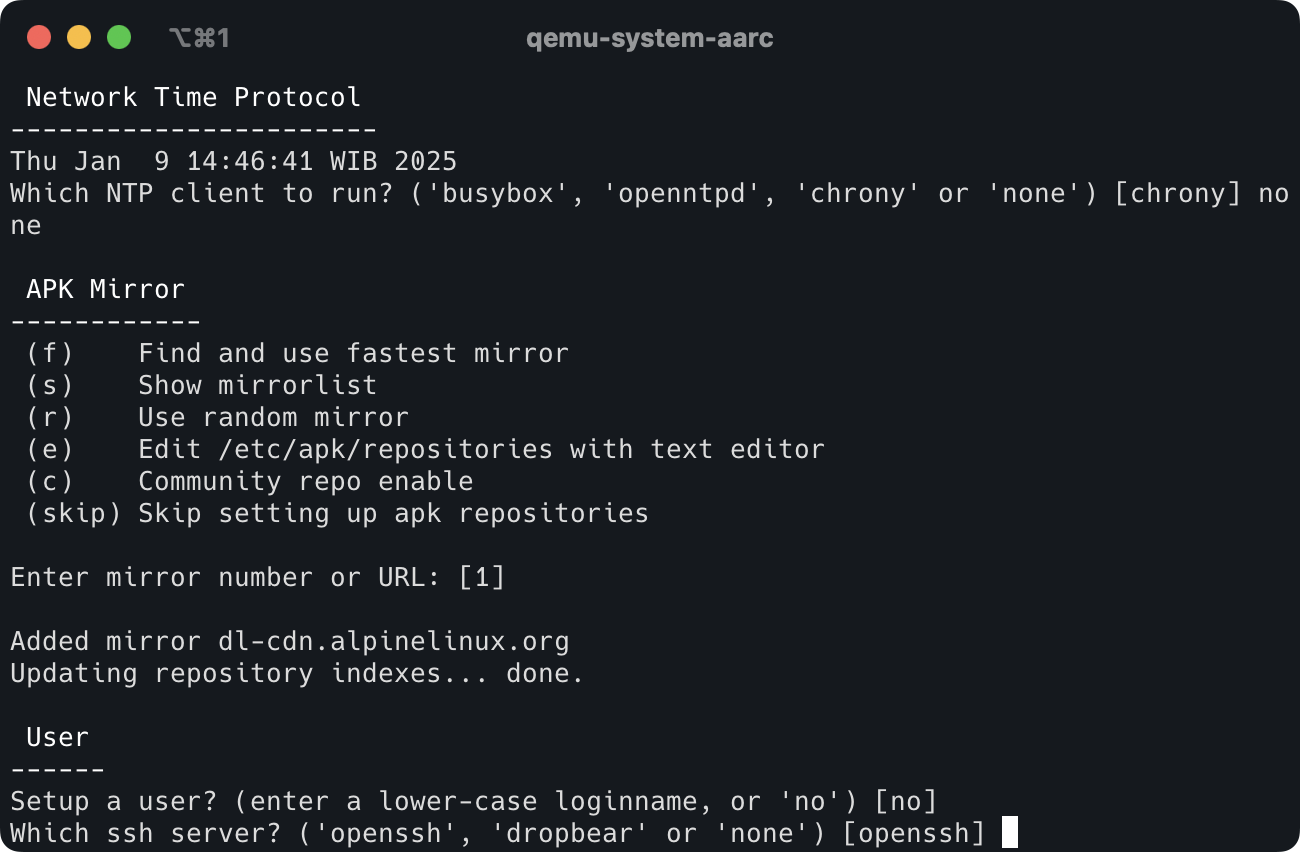 ⌥⌘1 qemu-system-aarc
Network Time Protocol
-----------------------
Thu Jan  9 14:46:41 WIB 2025
Which NTP client to run? ('busybox', 'openntpd', 'chrony' or 'none') [chrony] no
ne
APK Mirror
------------
(f)    Find and use fastest mirror
(s)    Show mirrorlist
(r)    Use random mirror
(e)    Edit /etc/apk/repositories with text editor
(c)    Community repo enable
(skip) Skip setting up apk repositories
Enter mirror number or URL: [1]
Added mirror dl-cdn.alpinelinux.org
Updating repository indexes... done.
User
------
Setup a user? (enter a lower-case loginname, or 'no') [no]
Which ssh server? ('openssh', 'dropbear' or 'none') [openssh]